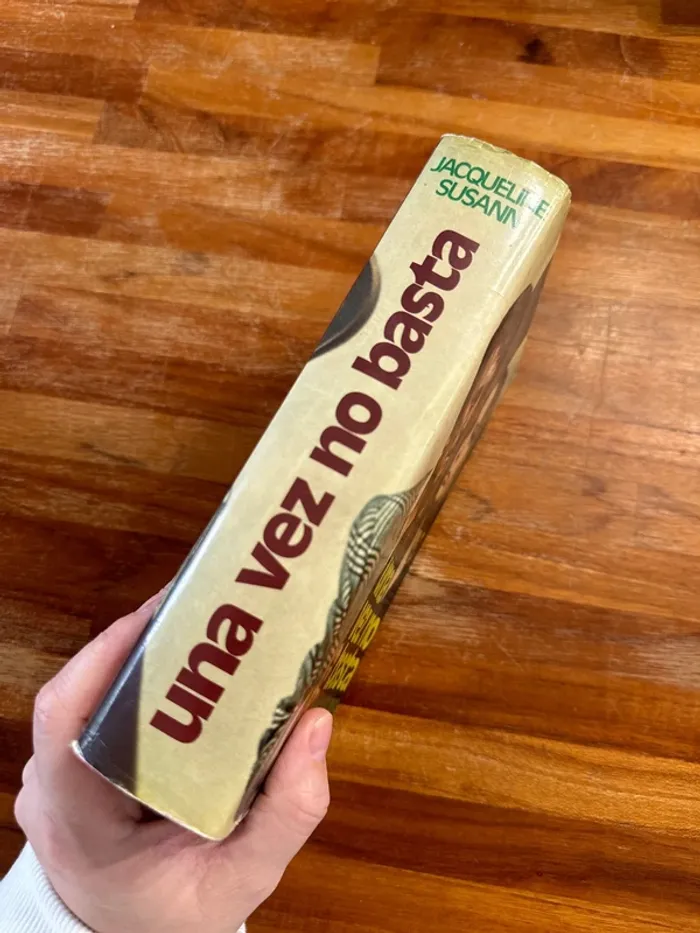 JACQUELINE
SUSANN
una vez no basta